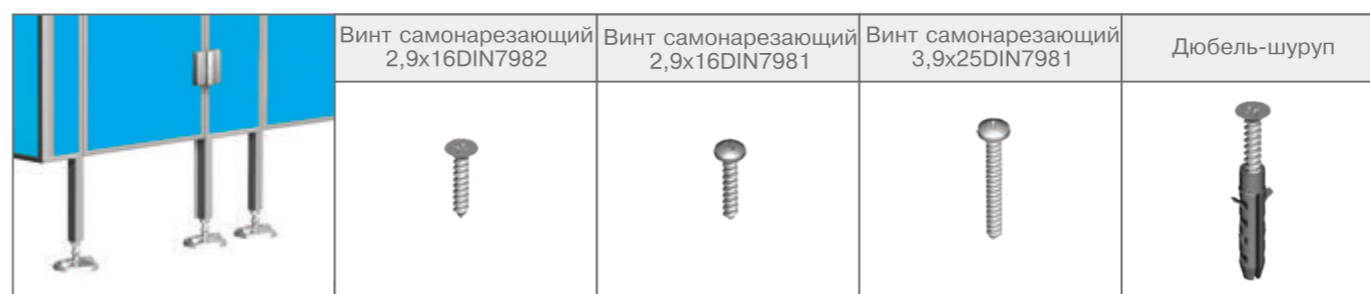 Винт самонарезающий
2,9x16DIN7982
Винт самонарезающий
2,9x16DIN7981
Винт самонарезающий
3,9x25DIN7981
Дюбель-шуруп